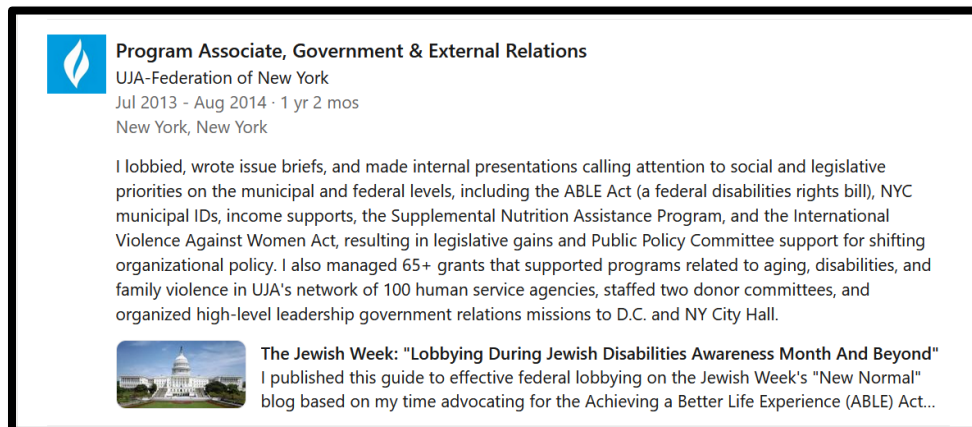 Program Associate, Government & External Relations
UJA-Federation of New York
Jul 2013 - Aug 2014 · 1 yr 2 mos
New York, New York
I lobbied, wrote issue briefs, and made internal presentations calling attention to social and legislative
priorities on the municipal and federal levels, including the ABLE Act (a federal disabilities rights bill), NYC
municipal IDs, income supports, the Supplemental Nutrition Assistance Program, and the International
Violence Against Women Act, resulting in legislative gains and Public Policy Committee support for shifting
organizational policy. I also managed 65+ grants that supported programs related to aging, disabilities, and
family violence in UJA's network of 100 human service agencies, staffed two donor committees, and
organized high-level leadership government relations missions to D.C. and NY City Hall.
The Jewish Week: "Lobbying During Jewish Disabilities Awareness Month And Beyond"
I published this guide to effective federal lobbying on the Jewish Week's "New Normal"
blog based on my time advocating for the Achieving a Better Life Experience (ABLE) Act...